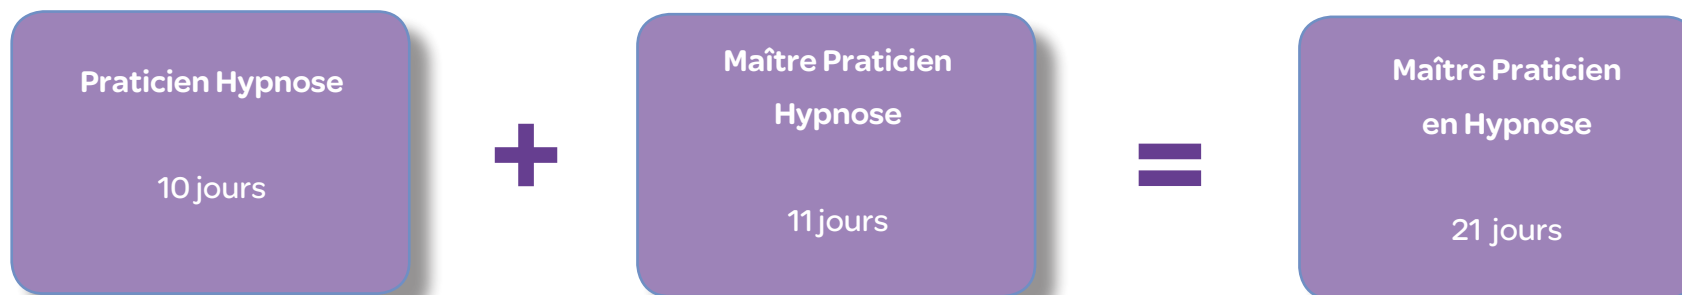 Praticien Hypnose
10 jours
+
Maître Praticien
Hypnose
11 jours
=
Maître Praticien
en Hypnose
21 jours